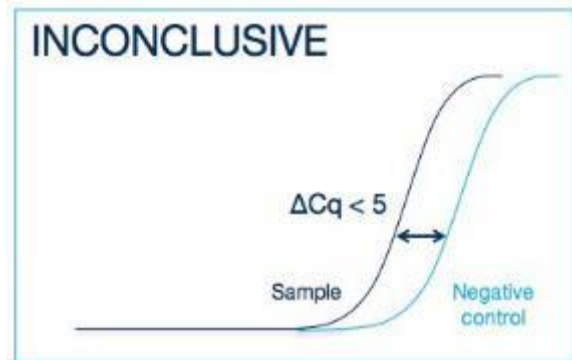 INCONCLUSIVE
ΔCq < 5
Sample
Negative
control